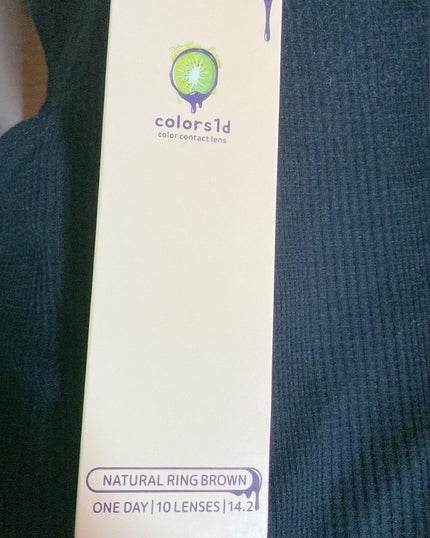 colors1d
color contact lens
NATURAL RING BROWN
ONE DAY|10 LENSES|14.2